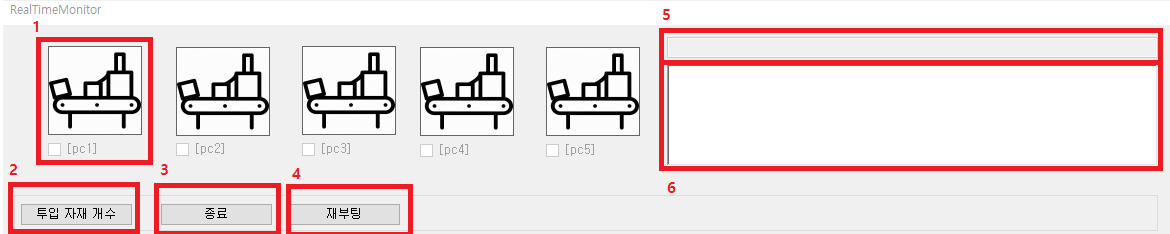 RealTimeMonitor
1
5
[pc1]
[pc2]
[pc3]
[pc4]
[pc5]
2
3
4
6
투입 자재 개수
종료
재부팅